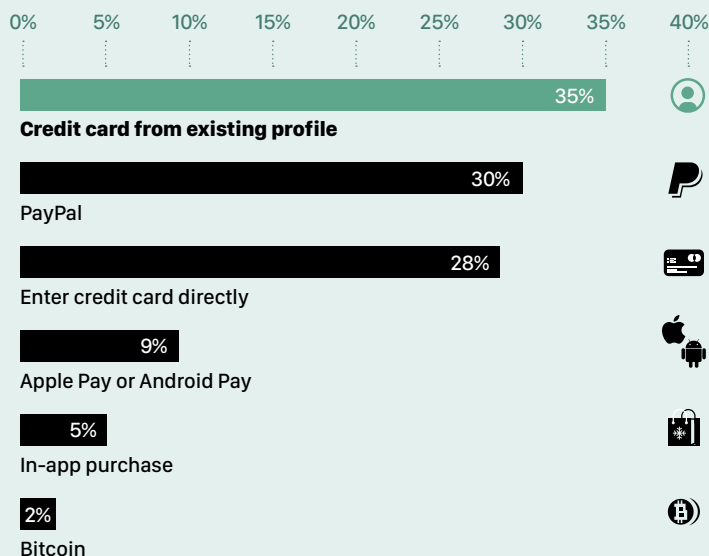 0% 5% 10% 15% 20% 25% 30% 35% 40%
35%
Credit card from existing profile
30%
PayPal
28%
Enter credit card directly
9%
Apple Pay or Android Pay
5%
In-app purchase
2%
Bitcoin